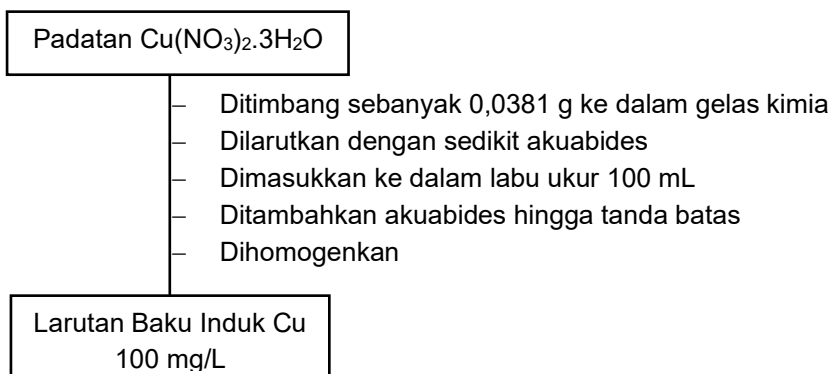 Padatan Cu(NO₃)₂.3H₂O
– Ditimbang sebanyak 0,0381 g ke dalam gelas kimia
– Dilarutkan dengan sedikit akuabides
– Dimasukkan ke dalam labu ukur 100 mL
– Ditambahkan akuabides hingga tanda batas
– Dihomogenkan
Larutan Baku Induk Cu
100 mg/L